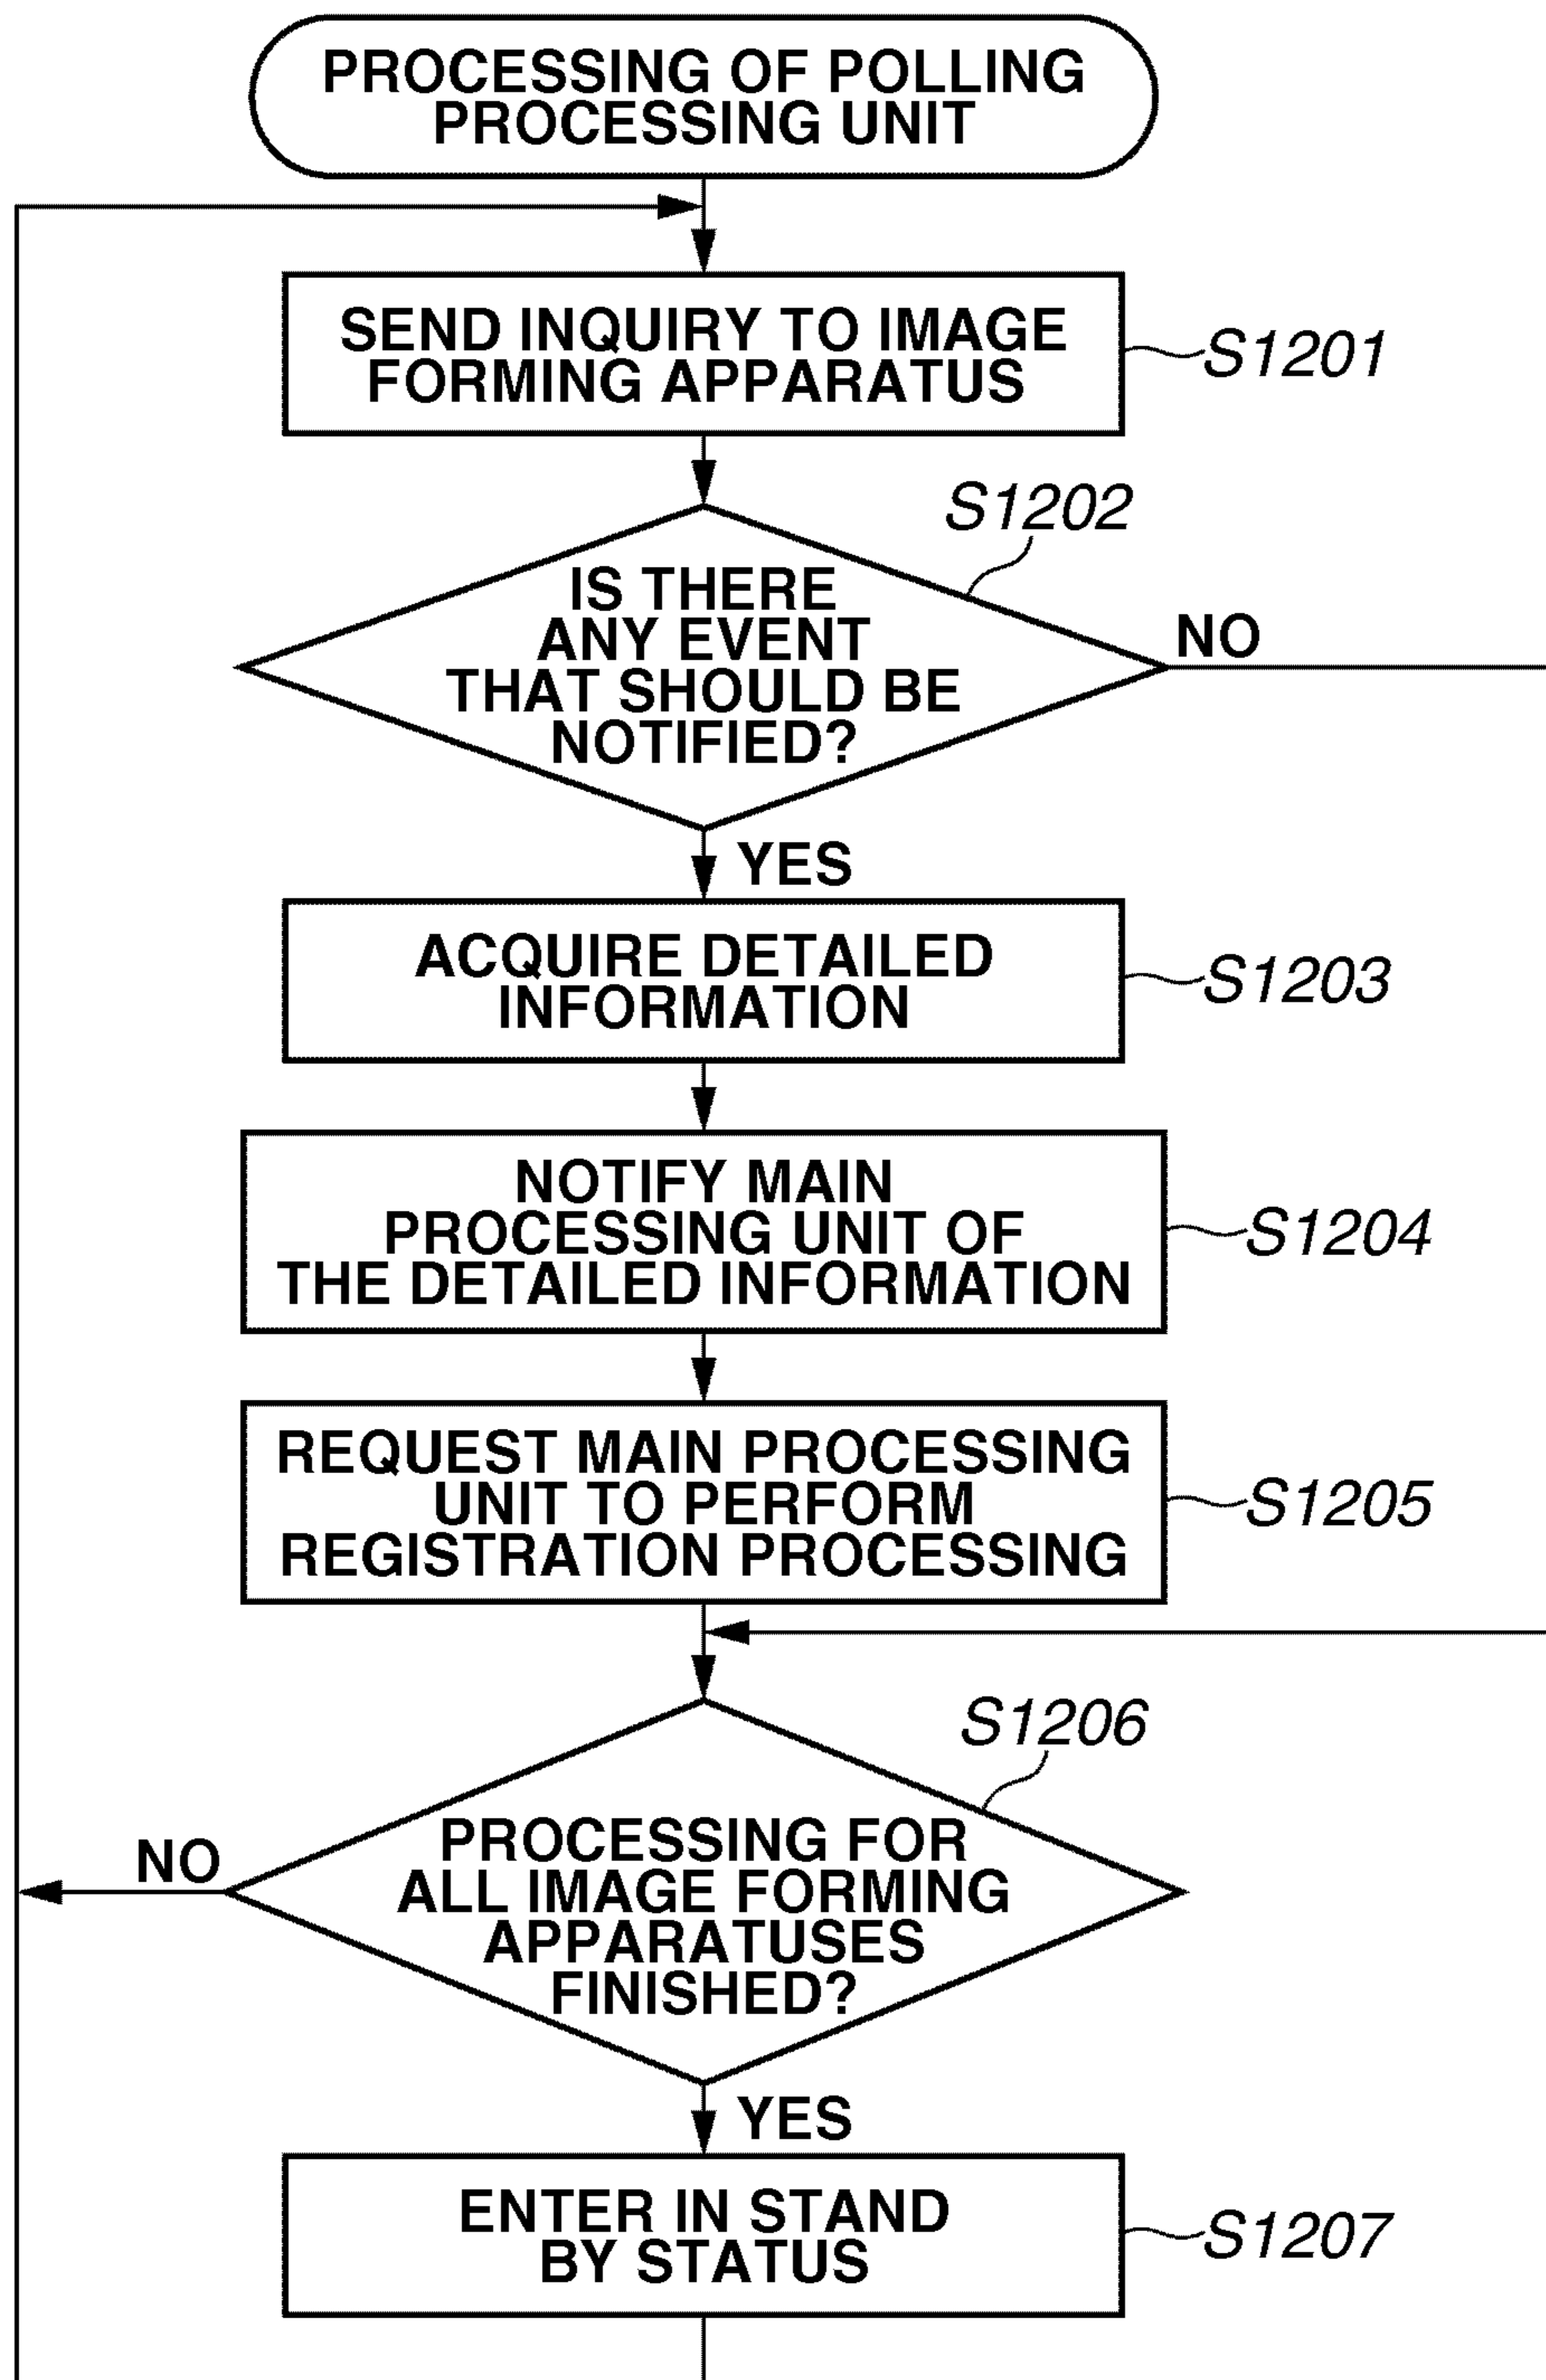 PROCESSING OF POLLING
PROCESSING UNIT
SEND INQUIRY TO IMAGE
FORMING APPARATUS
S1201
S1202
IS THERE
ANY EVENT
THAT SHOULD BE
NOTIFIED?
NO
YES
ACQUIRE DETAILED
INFORMATION
S1203
NOTIFY MAIN
PROCESSING UNIT OF
THE DETAILED INFORMATION
S1204
REQUEST MAIN PROCESSING
UNIT TO PERFORM
REGISTRATION PROCESSING
S1205
S1206
PROCESSING FOR
ALL IMAGE FORMING
APPARATUSES
FINISHED?
NO
YES
ENTER IN STAND
BY STATUS
S1207